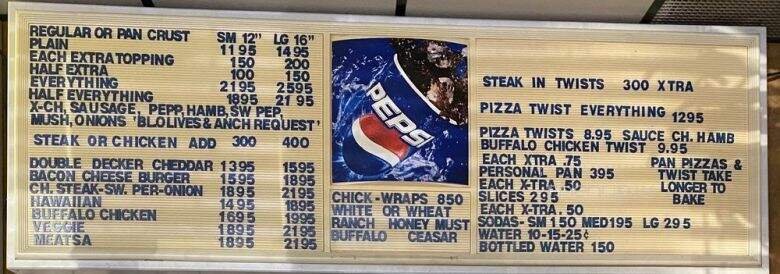 REGULAR OR PAN CRUST SM 12" LG 16"
PLAIN 1195 1495
EACH EXTRA TOPPING 150 200
HALF EXTRA 100 150
EVERYTHING 2195 2595
HALF EVERYTHING 1895 2195
X-CH, SAUSAGE, PEPP, HAMB, SW PEP,
MUSH, ONIONS 'BLOLIVES & ANCH REQUEST'
STEAK OR CHICKEN ADD 300 400
DOUBLE DECKER CHEDDAR 1395 1595
BACON CHEESE BURGER 1595 1895
CH. STEAK-SW. PER-ONION 1895 2195
HAWAIIAN 1495 1895
BUFFALO CHICKEN 1695 1995
VEGGIE 1895 2195
MEATSA 1895 2195
PEPSI
CHICK-WRAPS 850
WHITE OR WHEAT
RANCH HONEY MUST
BUFFALO CEASAR
STEAK IN TWISTS 300 XTRA
PIZZA TWIST EVERYTHING 1295
PIZZA TWISTS 8.95 SAUCE CH. HAMB
BUFFALO CHICKEN TWIST 9.95
EACH XTRA .75
PERSONAL PAN 395
EACH X-TRA .50
SLICES 295
EACH X-TRA .50
PAN PIZZAS &
TWIST TAKE
LONGER TO
BAKE
SODAS- SM 150 MED195 LG 295
WATER 10-15-25¢
BOTTLED WATER 150